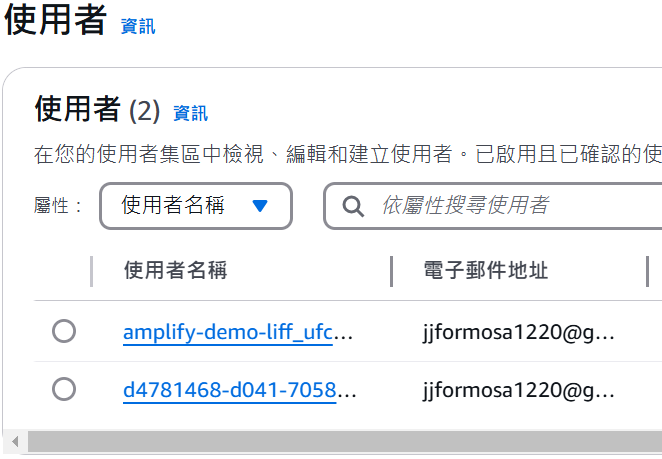 使用者 資訊
使用者 (2) 資訊
在您的使用者集區中檢視、編輯和建立使用者。已啟用且已確認的使
屬性： 使用者名稱 依屬性搜尋使用者
使用者名稱 電子郵件地址
amplify-demo-liff_ufc... jjformosa1220@g...
d4781468-d041-7058... jjformosa1220@g...